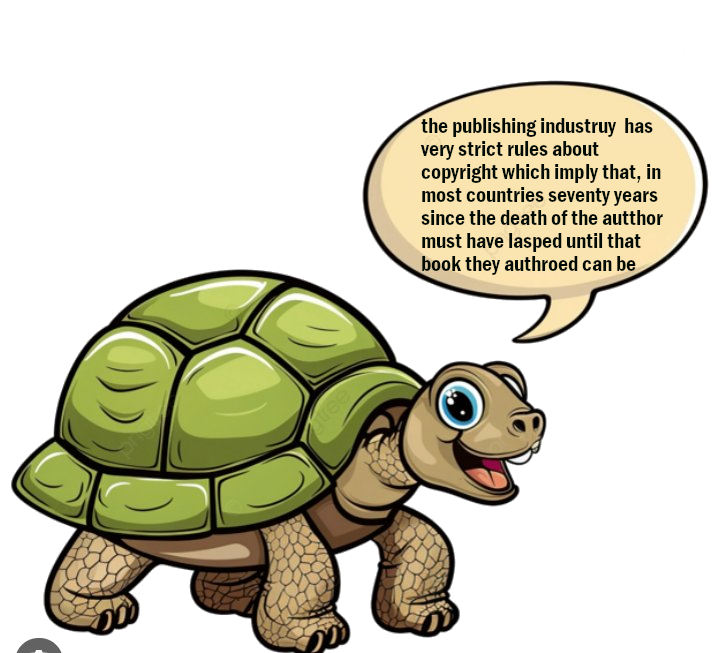 the publishing industruy  has
very strict rules about
copyright which imply that, in
most countries seventy years
since the death of the autthor
must have lasped until that
book they authroed can be